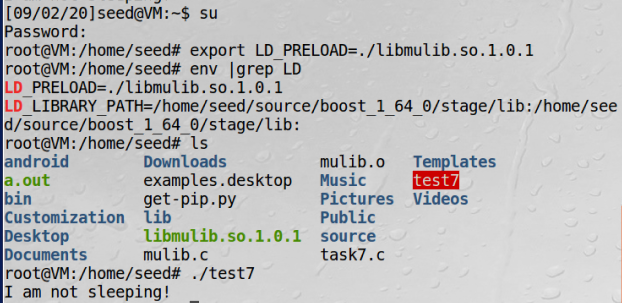 [09/02/20]seed@VM:~$ su
Password:
root@VM:/home/seed# export LD_PRELOAD=./libmulib.so.1.0.1
root@VM:/home/seed# env |grep LD
LD_PRELOAD=./libmulib.so.1.0.1
LD_LIBRARY_PATH=/home/seed/source/boost_1_64_0/stage/lib:/home/see
d/source/boost_1_64_0/stage/lib:
root@VM:/home/seed# ls
android Downloads mulib.o Templates
a.out examples.desktop Music test7
bin get-pip.py Pictures Videos
Customization lib Public
Desktop libmulib.so.1.0.1 source
Documents mulib.c task7.c
root@VM:/home/seed# ./test7
I am not sleeping!